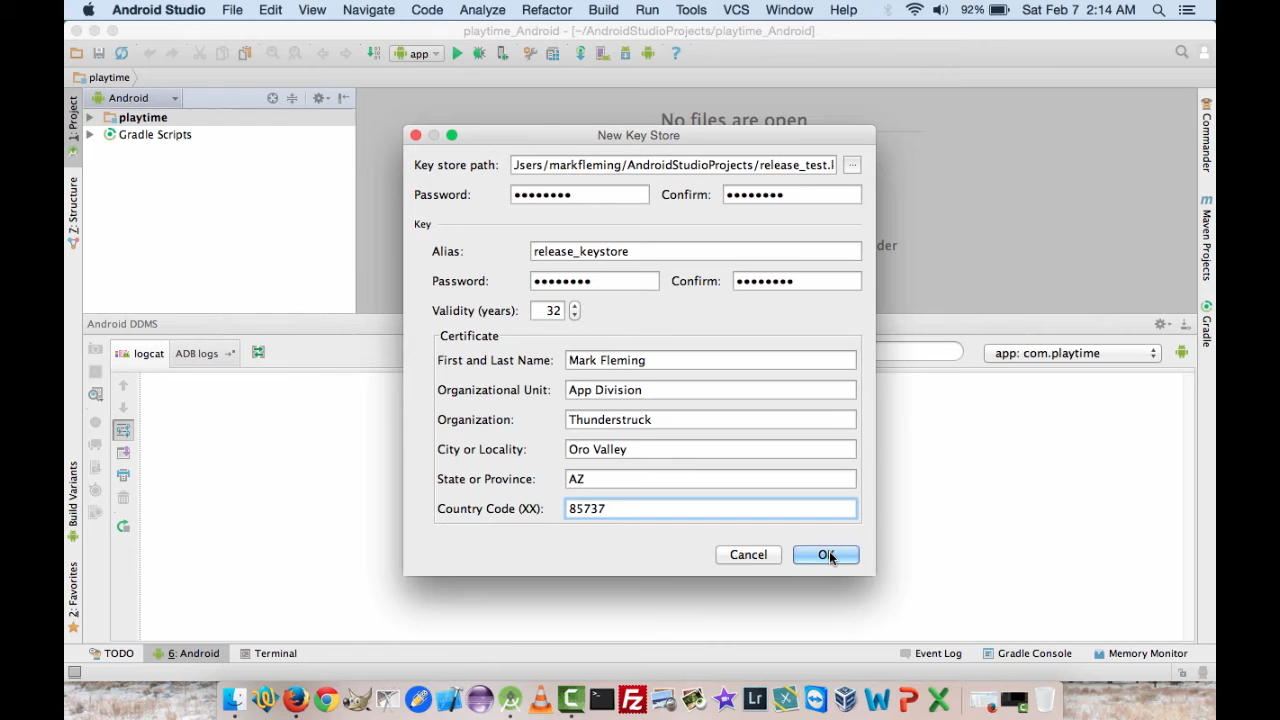 Android Studio File Edit View Navigate Code Analyze Refactor Build Run Tools VCS Window Help 92% Sat Feb 7 2:14 AM
playtime_Android - [~/AndroidStudioProjects/playtime_Android]
app
playtime
1: Project
Z: Structure
Build Variants
2: Favorites
Android
playtime
Gradle Scripts
No files are open
New Key Store
Key store path: Jsers/markfleming/AndroidStudioProjects/release_test.
Password: •••••••• Confirm: ••••••••
Key
Alias: release_keystore
Password: •••••••• Confirm: ••••••••
Validity (years): 32
Certificate
First and Last Name: Mark Fleming
Organizational Unit: App Division
Organization: Thunderstruck
City or Locality: Oro Valley
State or Province: AZ
Country Code (XX): 85737
Cancel OK
der
Commander
Maven Projects
Gradle
Android DDMS
logcat ADB logs app: com.playtime
TODO 6: Android Terminal Event Log Gradle Console Memory Monitor
Fz Lr W P X